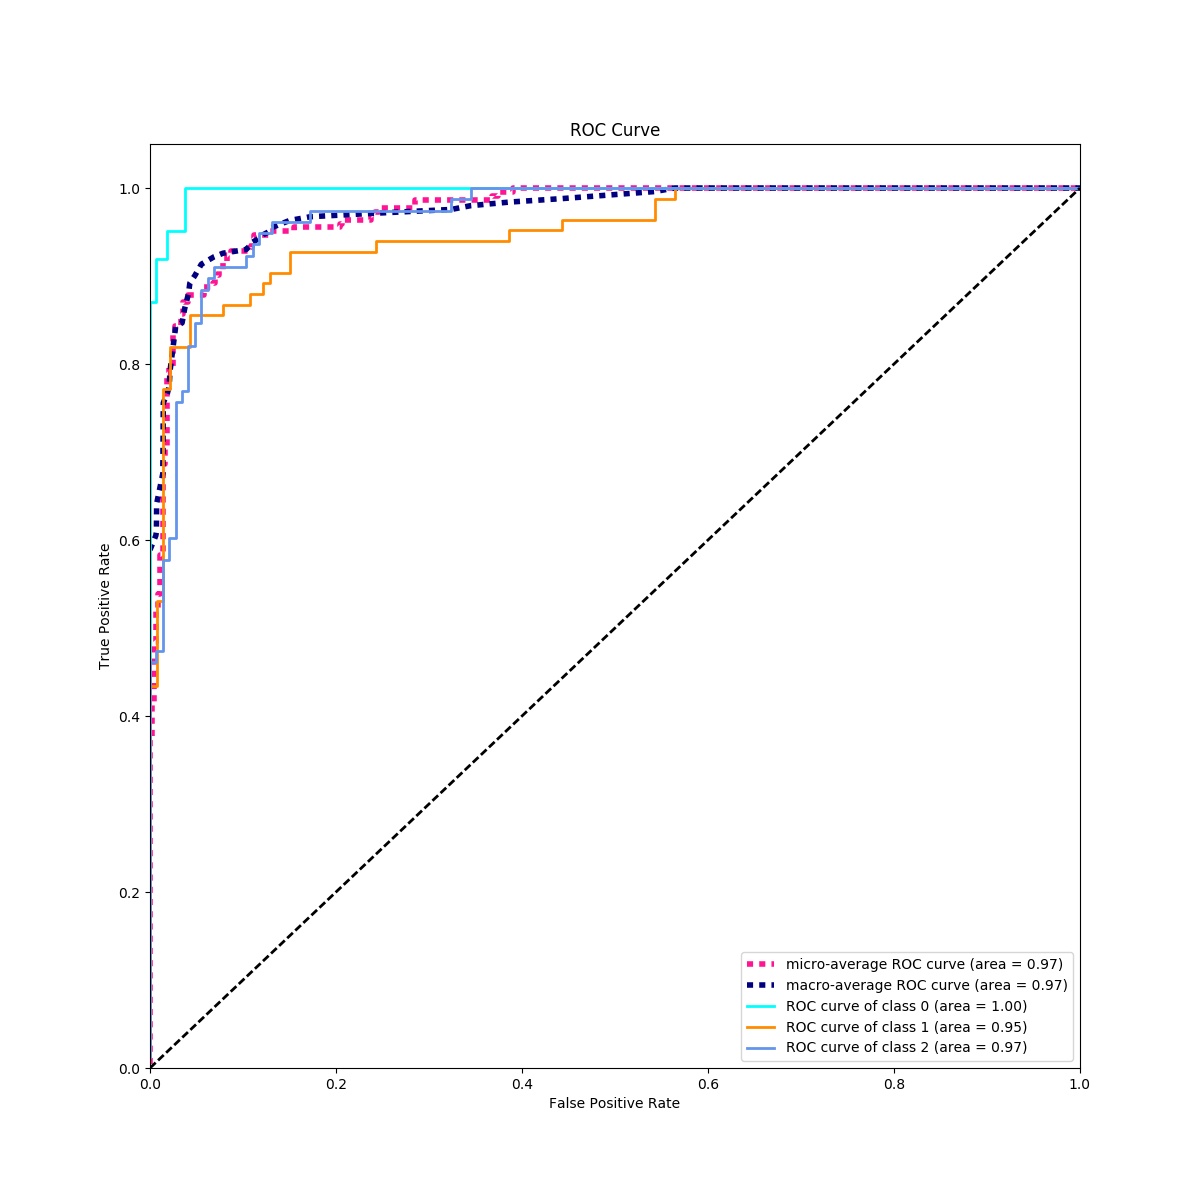 ROC Curve
1.0
0.8
0.6
0.4
0.2
0.0
True Positive Rate
0.0 0.2 0.4 0.6 0.8 1.0
False Positive Rate
micro-average ROC curve (area = 0.97)
macro-average ROC curve (area = 0.97)
ROC curve of class 0 (area = 1.00)
ROC curve of class 1 (area = 0.95)
ROC curve of class 2 (area = 0.97)